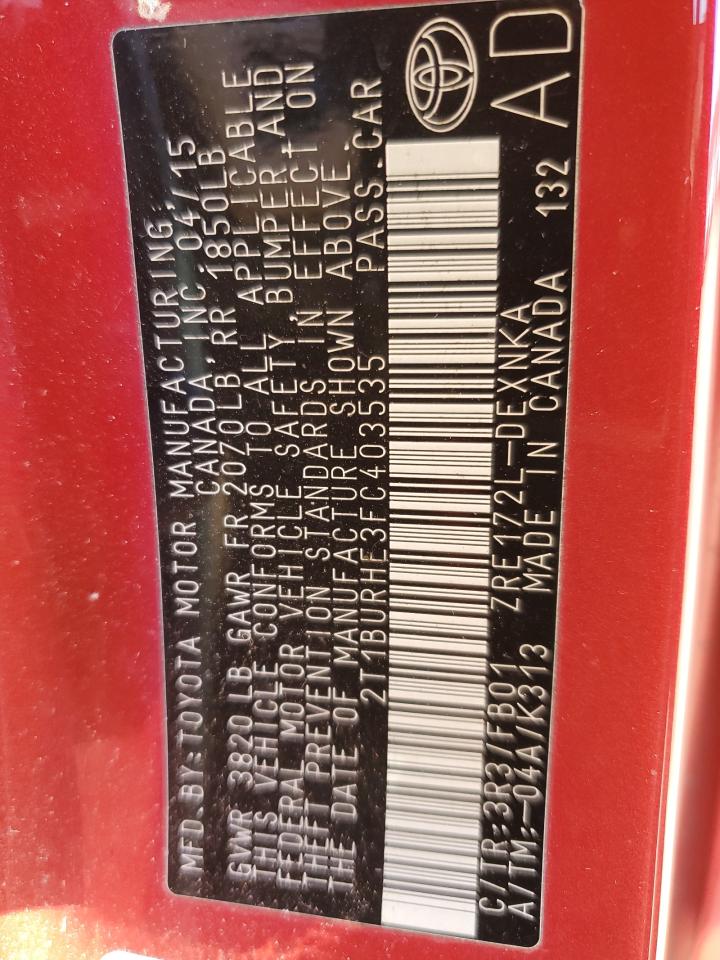 MFD.BY:TOYOTA MOTOR MANUFACTURING,
CANADA,INC. 04/15
GVWR 3820LB GAWR FR 2070LB RR 1850LB
THIS VEHICLE CONFORMS TO ALL APPLICABLE
FEDERAL MOTOR VEHICLE SAFETY,BUMPER,AND
THEFT PREVENTION STANDARDS IN EFFECT ON
THE DATE OF MANUFACTURE SHOWN ABOVE.
2T1BURHE3FC403535 PASS.CAR
C/TR:3R3/FB01 ZRE172L-DEXNKA
A/TM:-04A/K313 MADE IN CANADA 132
AD